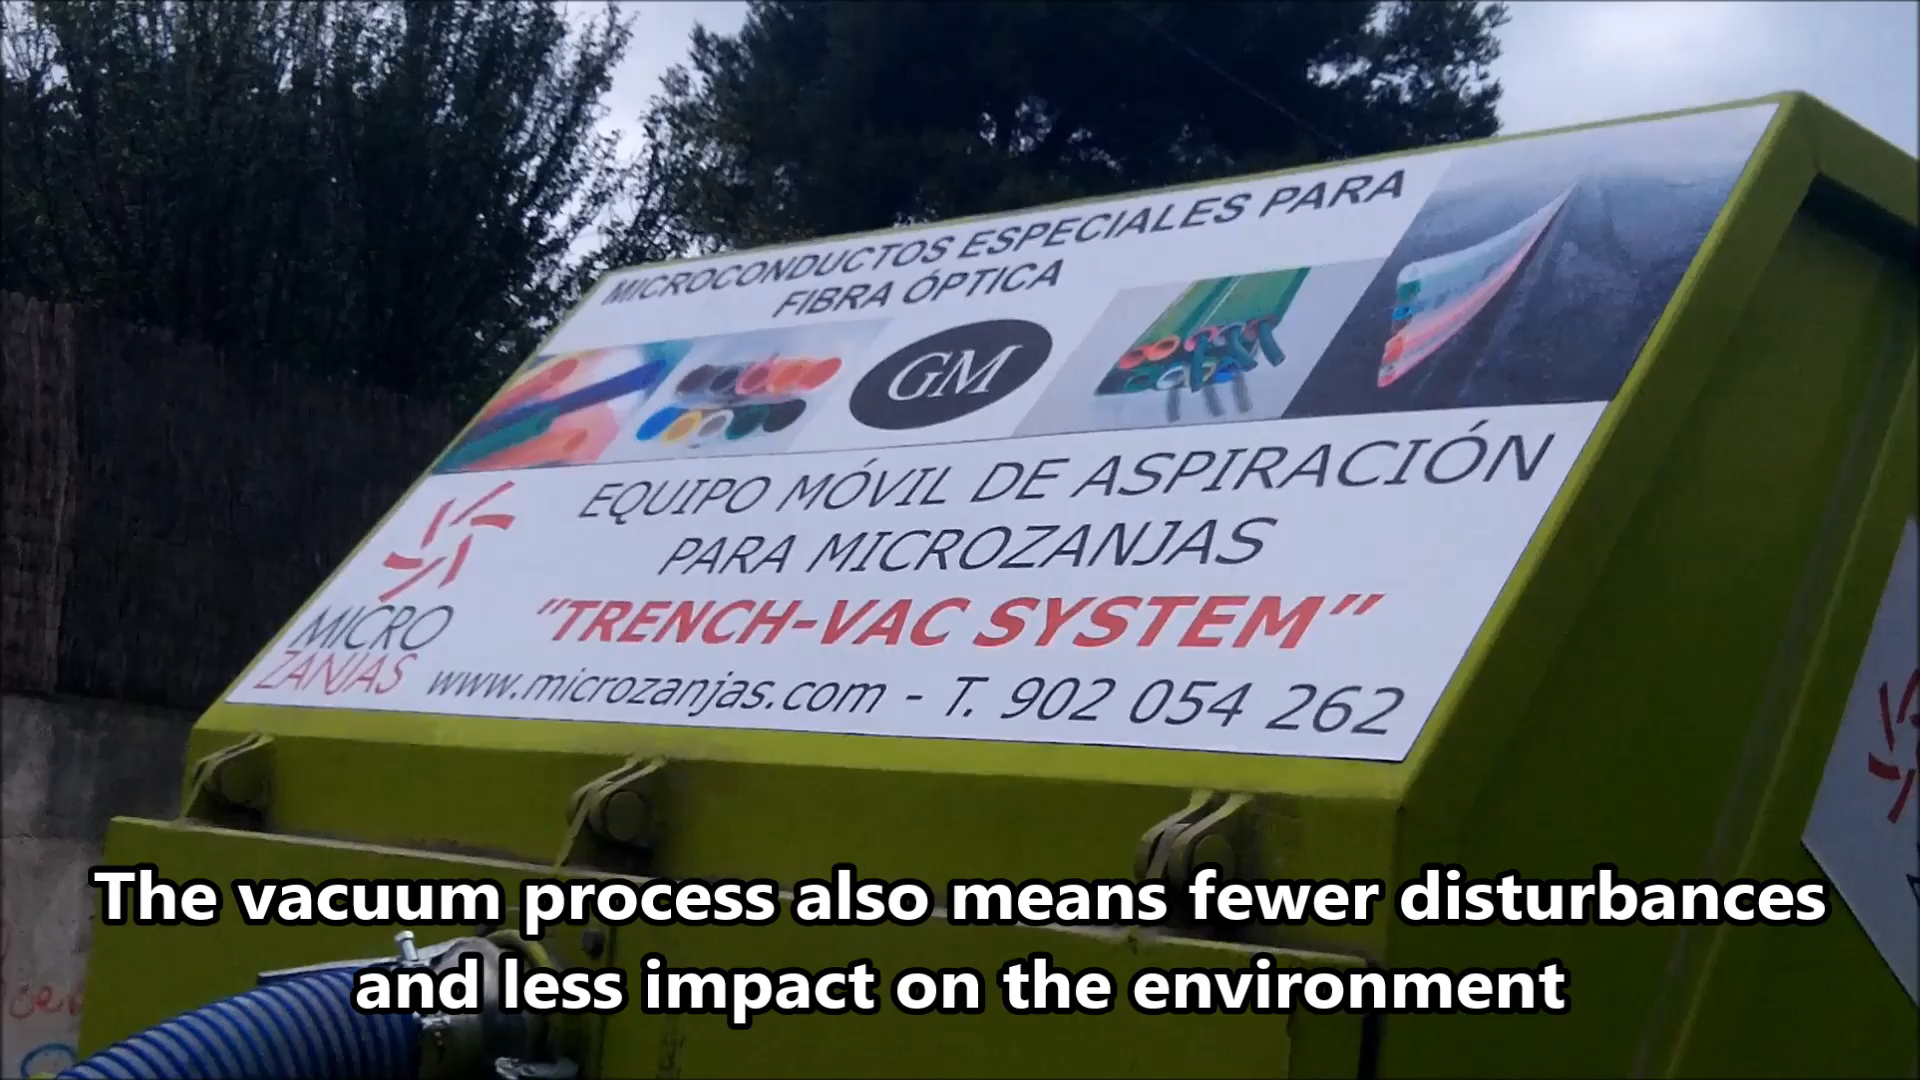 MICROCONDUCTOS ESPECIALES PARA
FIBRA ÓPTICA
GM
EQUIPO MÓVIL DE ASPIRACIÓN
PARA MICROZANJAS
"TRENCH-VAC SYSTEM"
MICRO
ZANJAS
www.microzanjas.com - T. 902 054 262
The vacuum process also means fewer disturbances
and less impact on the environment